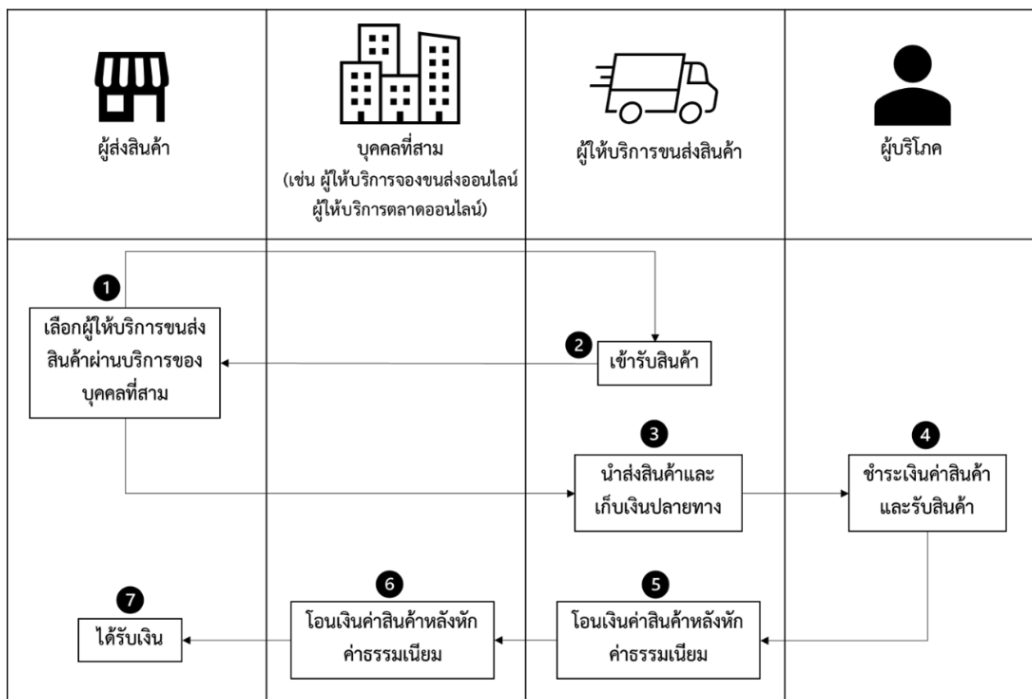 ผู้ส่งสินค้า
บุคคลที่สาม
(เช่น ผู้ให้บริการจองขนส่งออนไลน์
ผู้ให้บริการตลาดออนไลน์)
ผู้ให้บริการขนส่งสินค้า
ผู้บริโภค
1
เลือกผู้ให้บริการขนส่ง
สินค้าผ่านบริการของ
บุคคลที่สาม
2
เข้ารับสินค้า
3
นำส่งสินค้าและ
เก็บเงินปลายทาง
4
ชำระเงินค่าสินค้า
และรับสินค้า
5
โอนเงินค่าสินค้าหลังหัก
ค่าธรรมเนียม
6
โอนเงินค่าสินค้าหลังหัก
ค่าธรรมเนียม
7
ได้รับเงิน